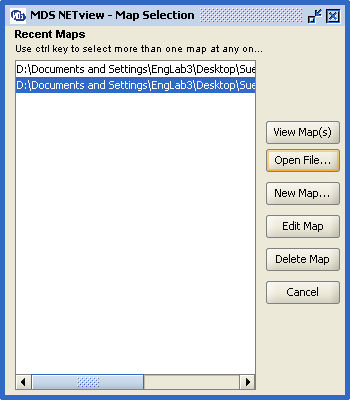 MDS NETview - Map Selection
Recent Maps
Use ctrl key to select more than one map at any on...
D:\Documents and Settings\EngLab3\Desktop\Sue
D:\Documents and Settings\EngLab3\Desktop\Sue
View Map(s)
Open File...
New Map...
Edit Map
Delete Map
Cancel